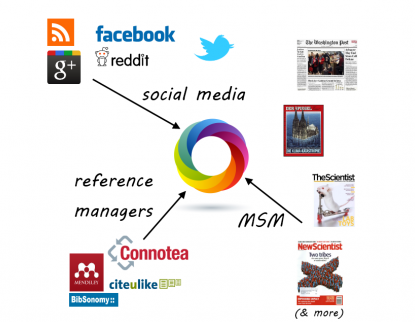 facebook
g+
reddit
The Washington Post
social media
DER SPIEGEL
reference
managers
TheScientist
MSM
Connotea
NewScientist
Two tribes
MENDELEY
citeulike
BibSonomy ::
(& more)